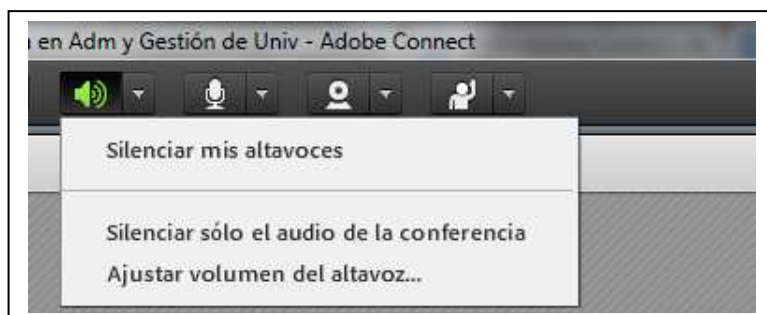 en Adm y Gestión de Univ - Adobe Connect
Silenciar mis altavoces
Silenciar sólo el audio de la conferencia
Ajustar volumen del altavoz...